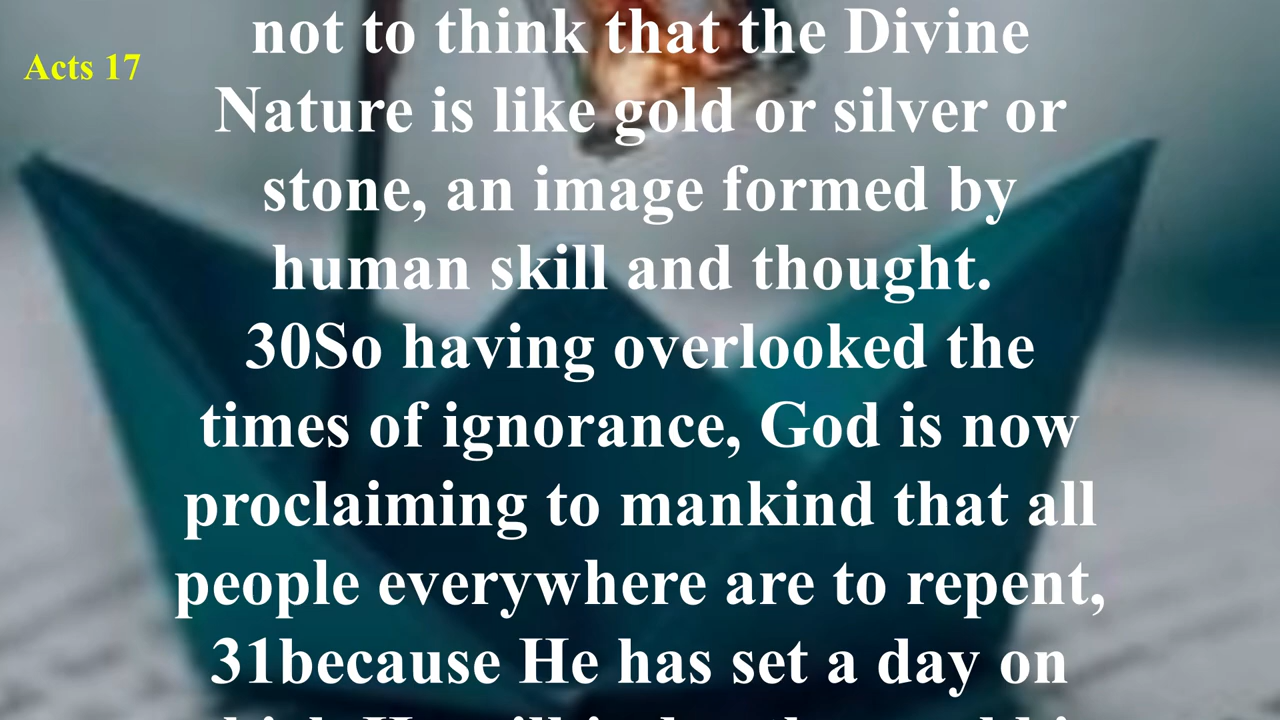 not to think that the Divine
Acts 17
Nature is like gold or silver or
stone, an image formed by
human skill and thought.
30So having overlooked the
times of ignorance, God is now
proclaiming to mankind that all
people everywhere are to repent,
31because He has set a day on